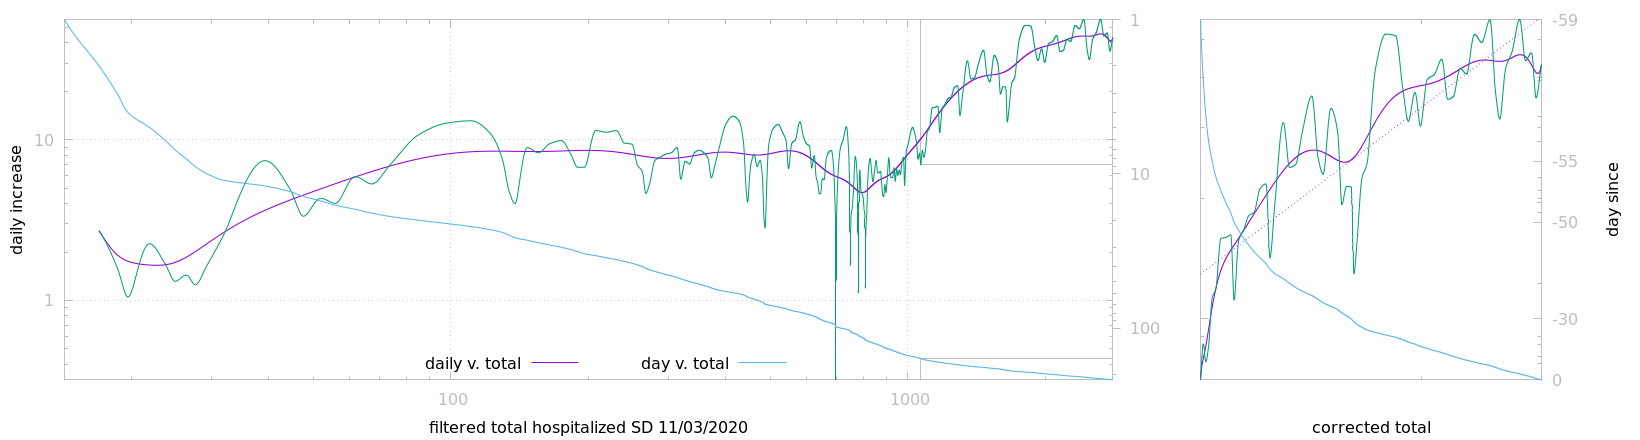 daily increase
10
1
1
10
100
daily v. total
day v. total
100
1000
filtered total hospitalized SD 11/03/2020
-59
-55
-50
-30
0
day since
corrected total